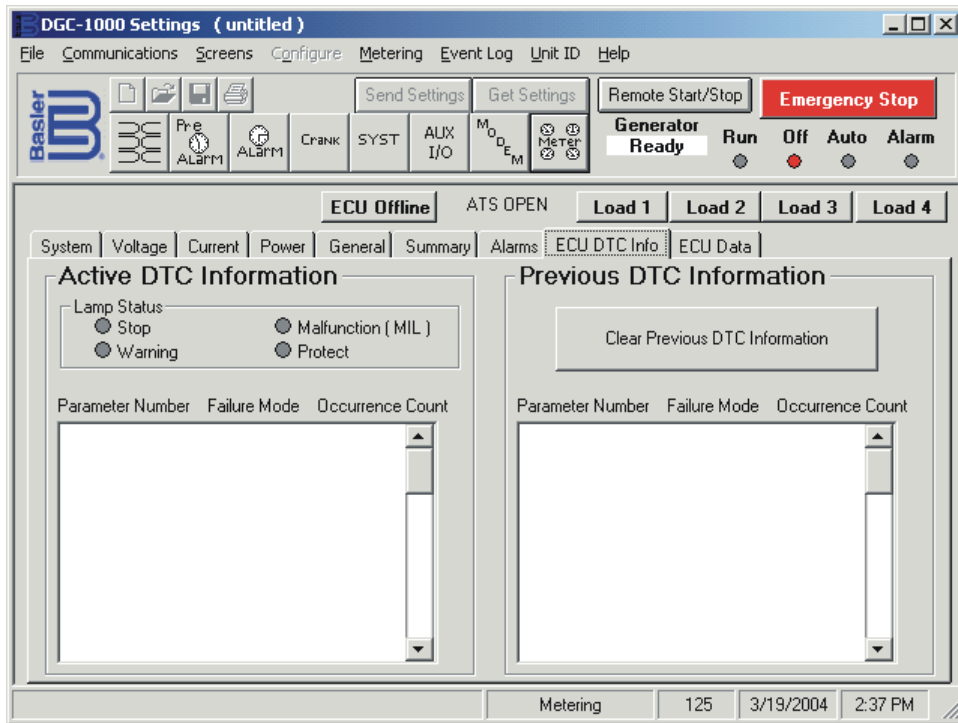 DGC-1000 Settings ( untitled )
File Communications Screens Configure Metering Event Log Unit ID Help
Basler
Send Settings Get Settings Remote Start/Stop Emergency Stop
Pre ALarm
ALarm
Crank
SYST
AUX I/O
MODEM
METER
Generator
Ready
Run Off Auto Alarm
ECU Offline ATS OPEN Load 1 Load 2 Load 3 Load 4
System Voltage Current Power General Summary Alarms ECU DTC Info ECU Data
Active DTC Information
Lamp Status
Stop Malfunction ( MIL )
Warning Protect
Parameter Number Failure Mode Occurrence Count
Previous DTC Information
Clear Previous DTC Information
Parameter Number Failure Mode Occurrence Count
Metering 125 3/19/2004 2:37 PM